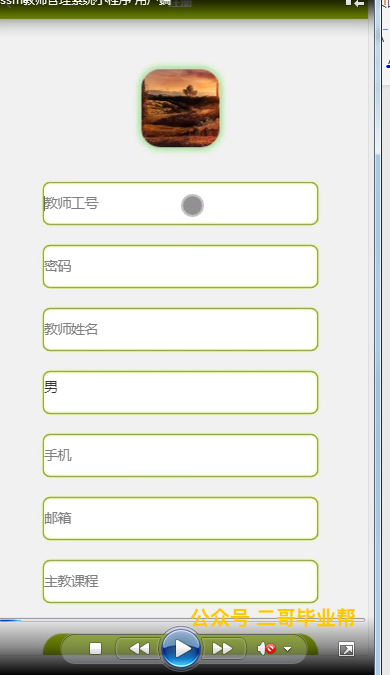 ssm教师管理系统小程序 用户端
教师工号
密码
教师姓名
男
手机
邮箱
主教课程
公众号 二哥毕业帮